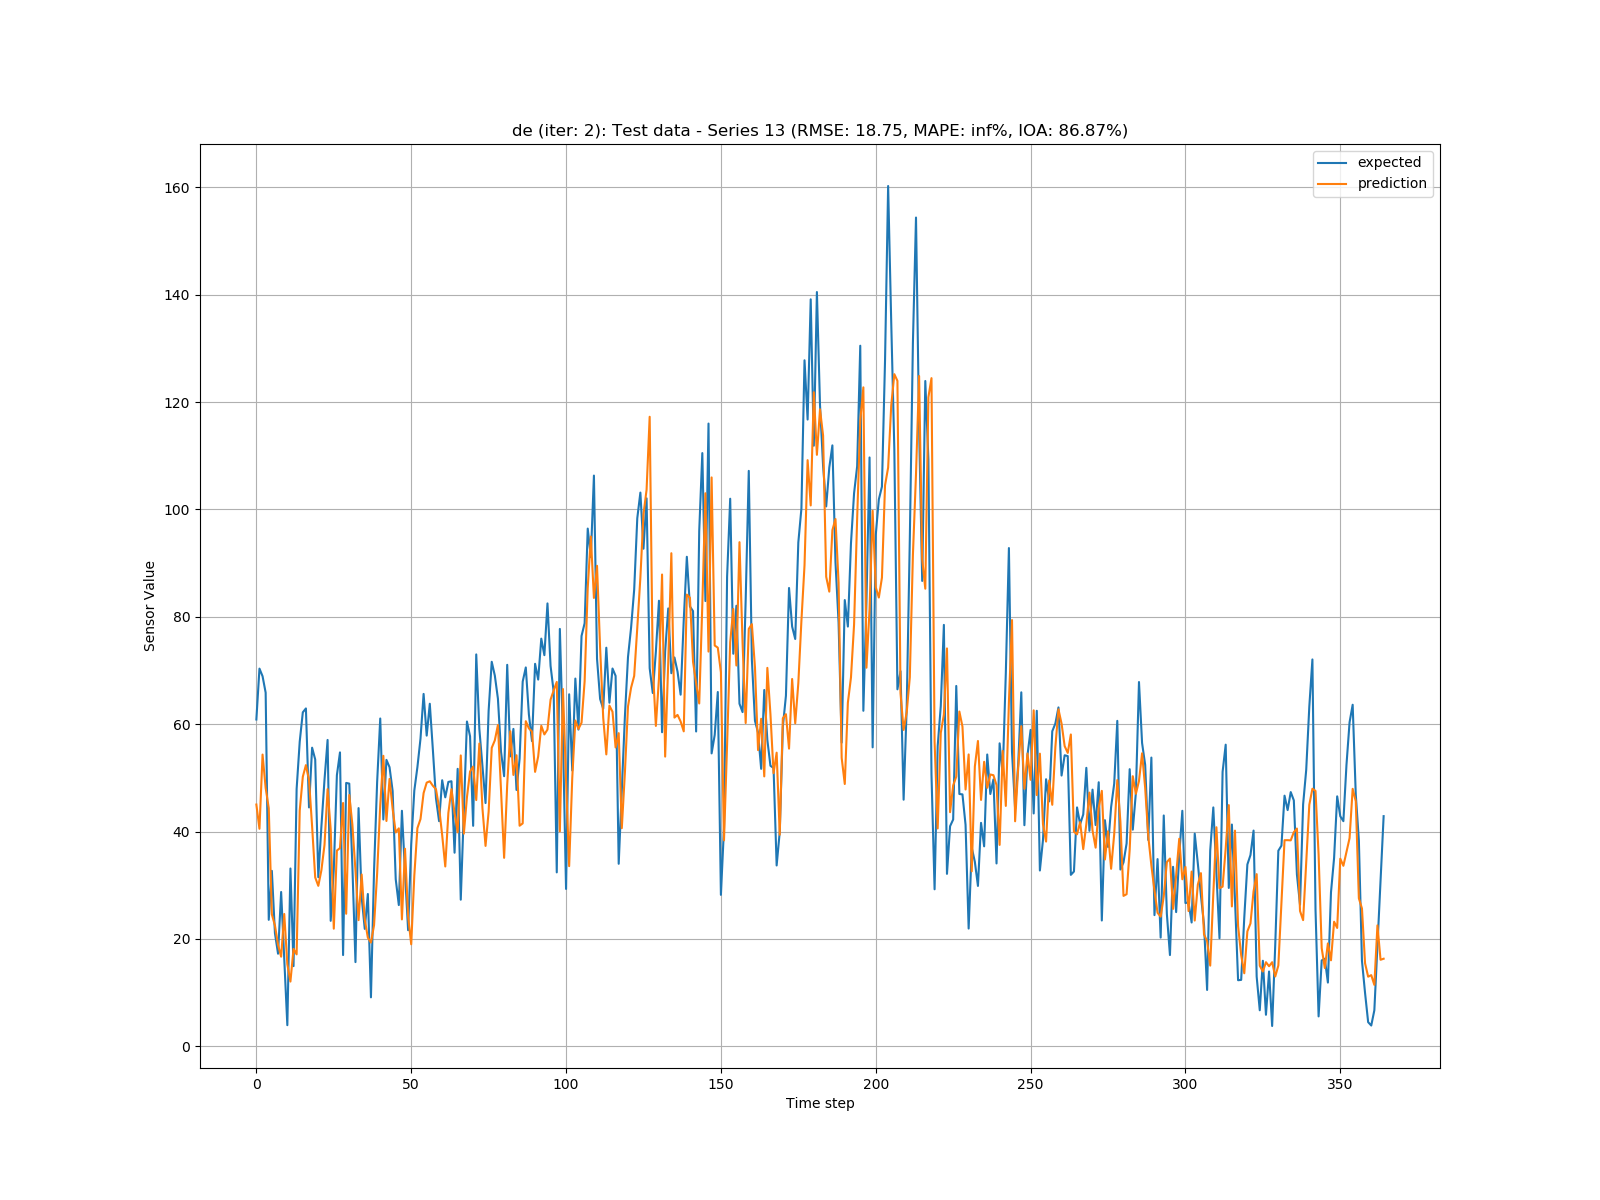 de (iter: 2): Test data - Series 13 (RMSE: 18.75, MAPE: inf%, IOA: 86.87%)
expected
prediction
160
140
120
100
80
60
40
20
0
Sensor Value
0 50 100 150 200 250 300 350
Time step